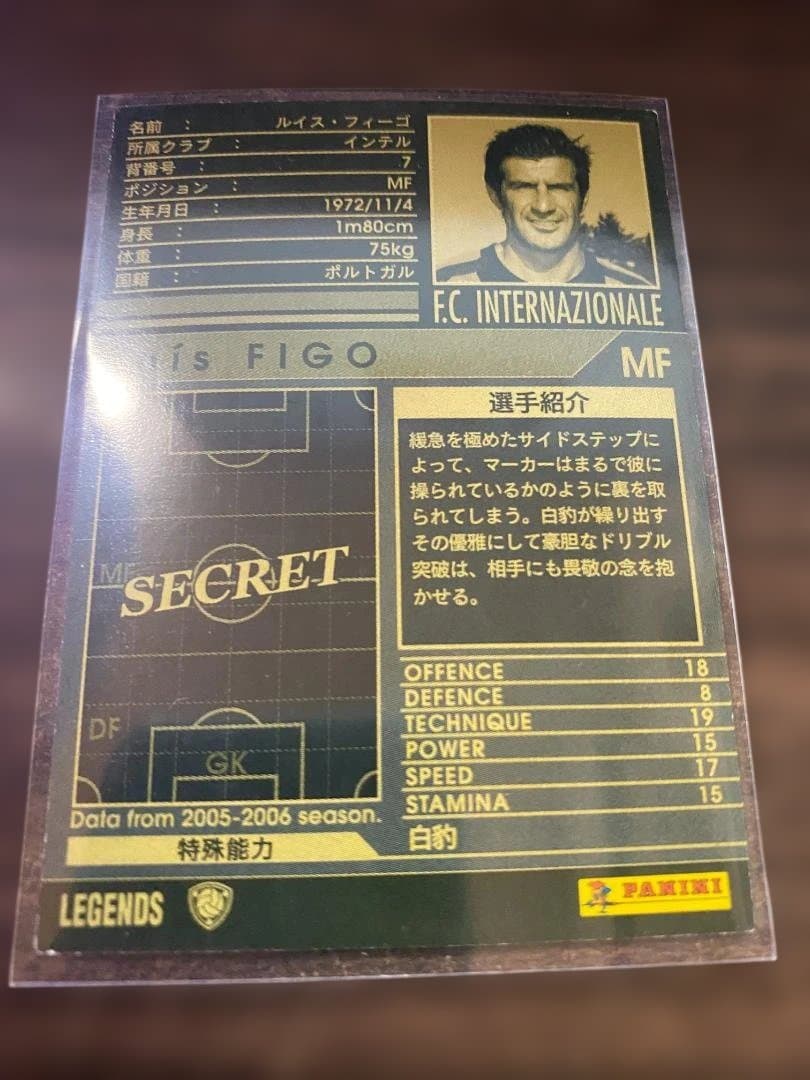 名前 : ルイス・フィーゴ
所属クラブ : インテル
背番号 : 7
ポジション : MF
生年月日 : 1972/11/4
身長 : 1m80cm
体重 : 75kg
国籍 : ポルトガル
F.C. INTERNAZIONALE
FIGO
MF
選手紹介
緩急を極めたサイドステップに
よって、マーカーはまるで彼に
操られているかのように裏を取
られてしまう。白豹が繰り出す
その優雅にして豪胆なドリブル
突破は、相手にも畏敬の念を抱
かせる。
MF
SECRET
DF
GK
Data from 2005-2006 season.
OFFENCE 18
DEFENCE 8
TECHNIQUE 19
POWER 15
SPEED 17
STAMINA 15
特殊能力
白豹
LEGENDS
PANINI